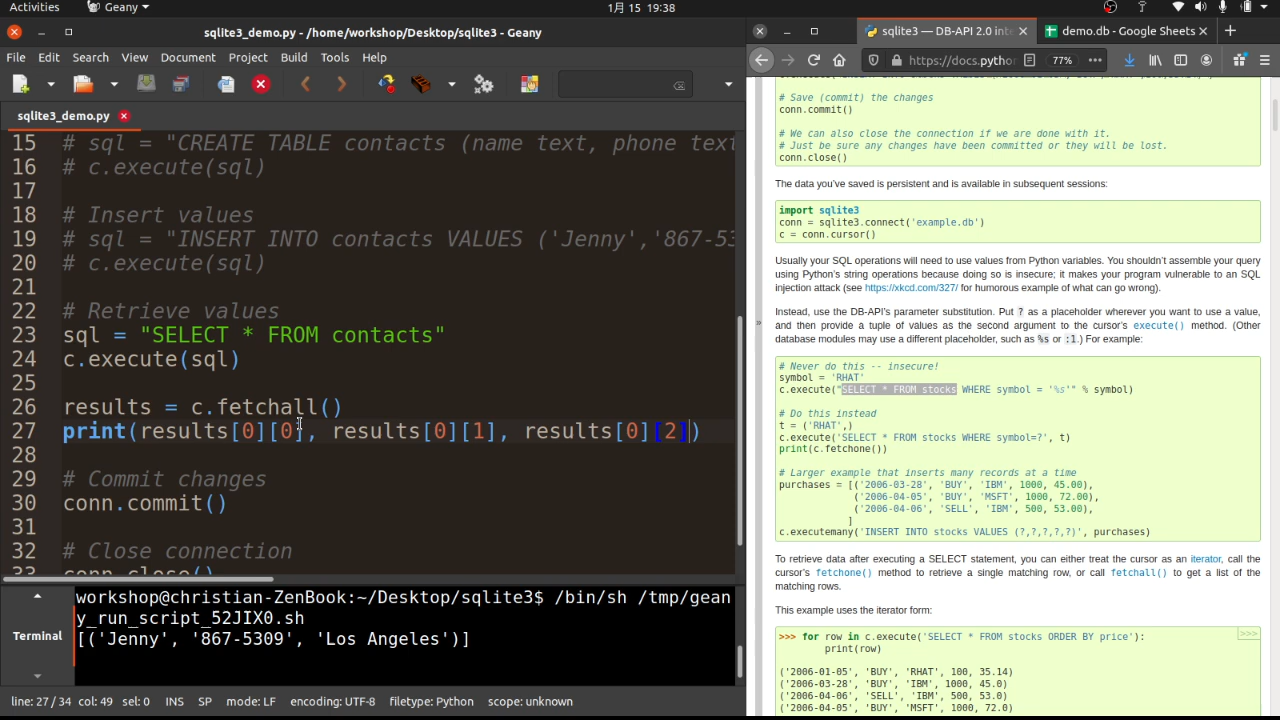 Activities
Geany
1月 15 19:38
sqlite3_demo.py - /home/workshop/Desktop/sqlite3 - Geany
File Edit Search View Document Project Build Tools Help
sqlite3_demo.py
15 # sql = "CREATE TABLE contacts (name text, phone text
16 # c.execute(sql)
17
18 # Insert values
19 # sql = "INSERT INTO contacts VALUES ('Jenny','867-53
20 # c.execute(sql)
21
22 # Retrieve values
23 sql = "SELECT * FROM contacts"
24 c.execute(sql)
25
26 results = c.fetchall()
27 print(results[0][0], results[0][1], results[0][2])
28
29 # Commit changes
30 conn.commit()
31
32 # Close connection
33 conn.close()
Terminal
workshop@christian-ZenBook:~/Desktop/sqlite3$ /bin/sh /tmp/gean
y_run_script_52JIX0.sh
[('Jenny', '867-5309', 'Los Angeles')]
line: 27 / 34 col: 49 sel: 0 INS SP mode: LF encoding: UTF-8 filetype: Python scope: unknown
sqlite3 — DB-API 2.0 inte
demo.db - Google Sheets
https://docs.pytho
77%
# Save (commit) the changes
conn.commit()
# We can also close the connection if we are done with it.
# Just be sure any changes have been committed or they will be lost.
conn.close()
The data you've saved is persistent and is available in subsequent sessions:
import sqlite3
conn = sqlite3.connect('example.db')
c = conn.cursor()
Usually your SQL operations will need to use values from Python variables. You shouldn't assemble your query
using Python's string operations because doing so is insecure; it makes your program vulnerable to an SQL
injection attack (see https://xkcd.com/327/ for humorous example of what can go wrong).
Instead, use the DB-API's parameter substitution. Put ? as a placeholder wherever you want to use a value,
and then provide a tuple of values as the second argument to the cursor's execute() method. (Other
database modules may use a different placeholder, such as %s or :1.) For example:
# Never do this -- insecure!
symbol = 'RHAT'
c.execute("SELECT * FROM stocks WHERE symbol = '%s'" % symbol)
# Do this instead
t = ('RHAT',)
c.execute('SELECT * FROM stocks WHERE symbol=?', t)
print(c.fetchone())
# Larger example that inserts many records at a time
purchases = [('2006-03-28', 'BUY', 'IBM', 1000, 45.00),
('2006-04-05', 'BUY', 'MSFT', 1000, 72.00),
('2006-04-06', 'SELL', 'IBM', 500, 53.00),
]
c.executemany('INSERT INTO stocks VALUES (?,?,?,?,?)', purchases)
To retrieve data after executing a SELECT statement, you can either treat the cursor as an iterator, call the
cursor's fetchone() method to retrieve a single matching row, or call fetchall() to get a list of the
matching rows.
This example uses the iterator form:
>>>
>>> for row in c.execute('SELECT * FROM stocks ORDER BY price'):
print(row)
('2006-01-05', 'BUY', 'RHAT', 100, 35.14)
('2006-03-28', 'BUY', 'IBM', 1000, 45.0)
('2006-04-06', 'SELL', 'IBM', 500, 53.0)
('2006-04-05', 'BUY', 'MSFT', 1000, 72.0)